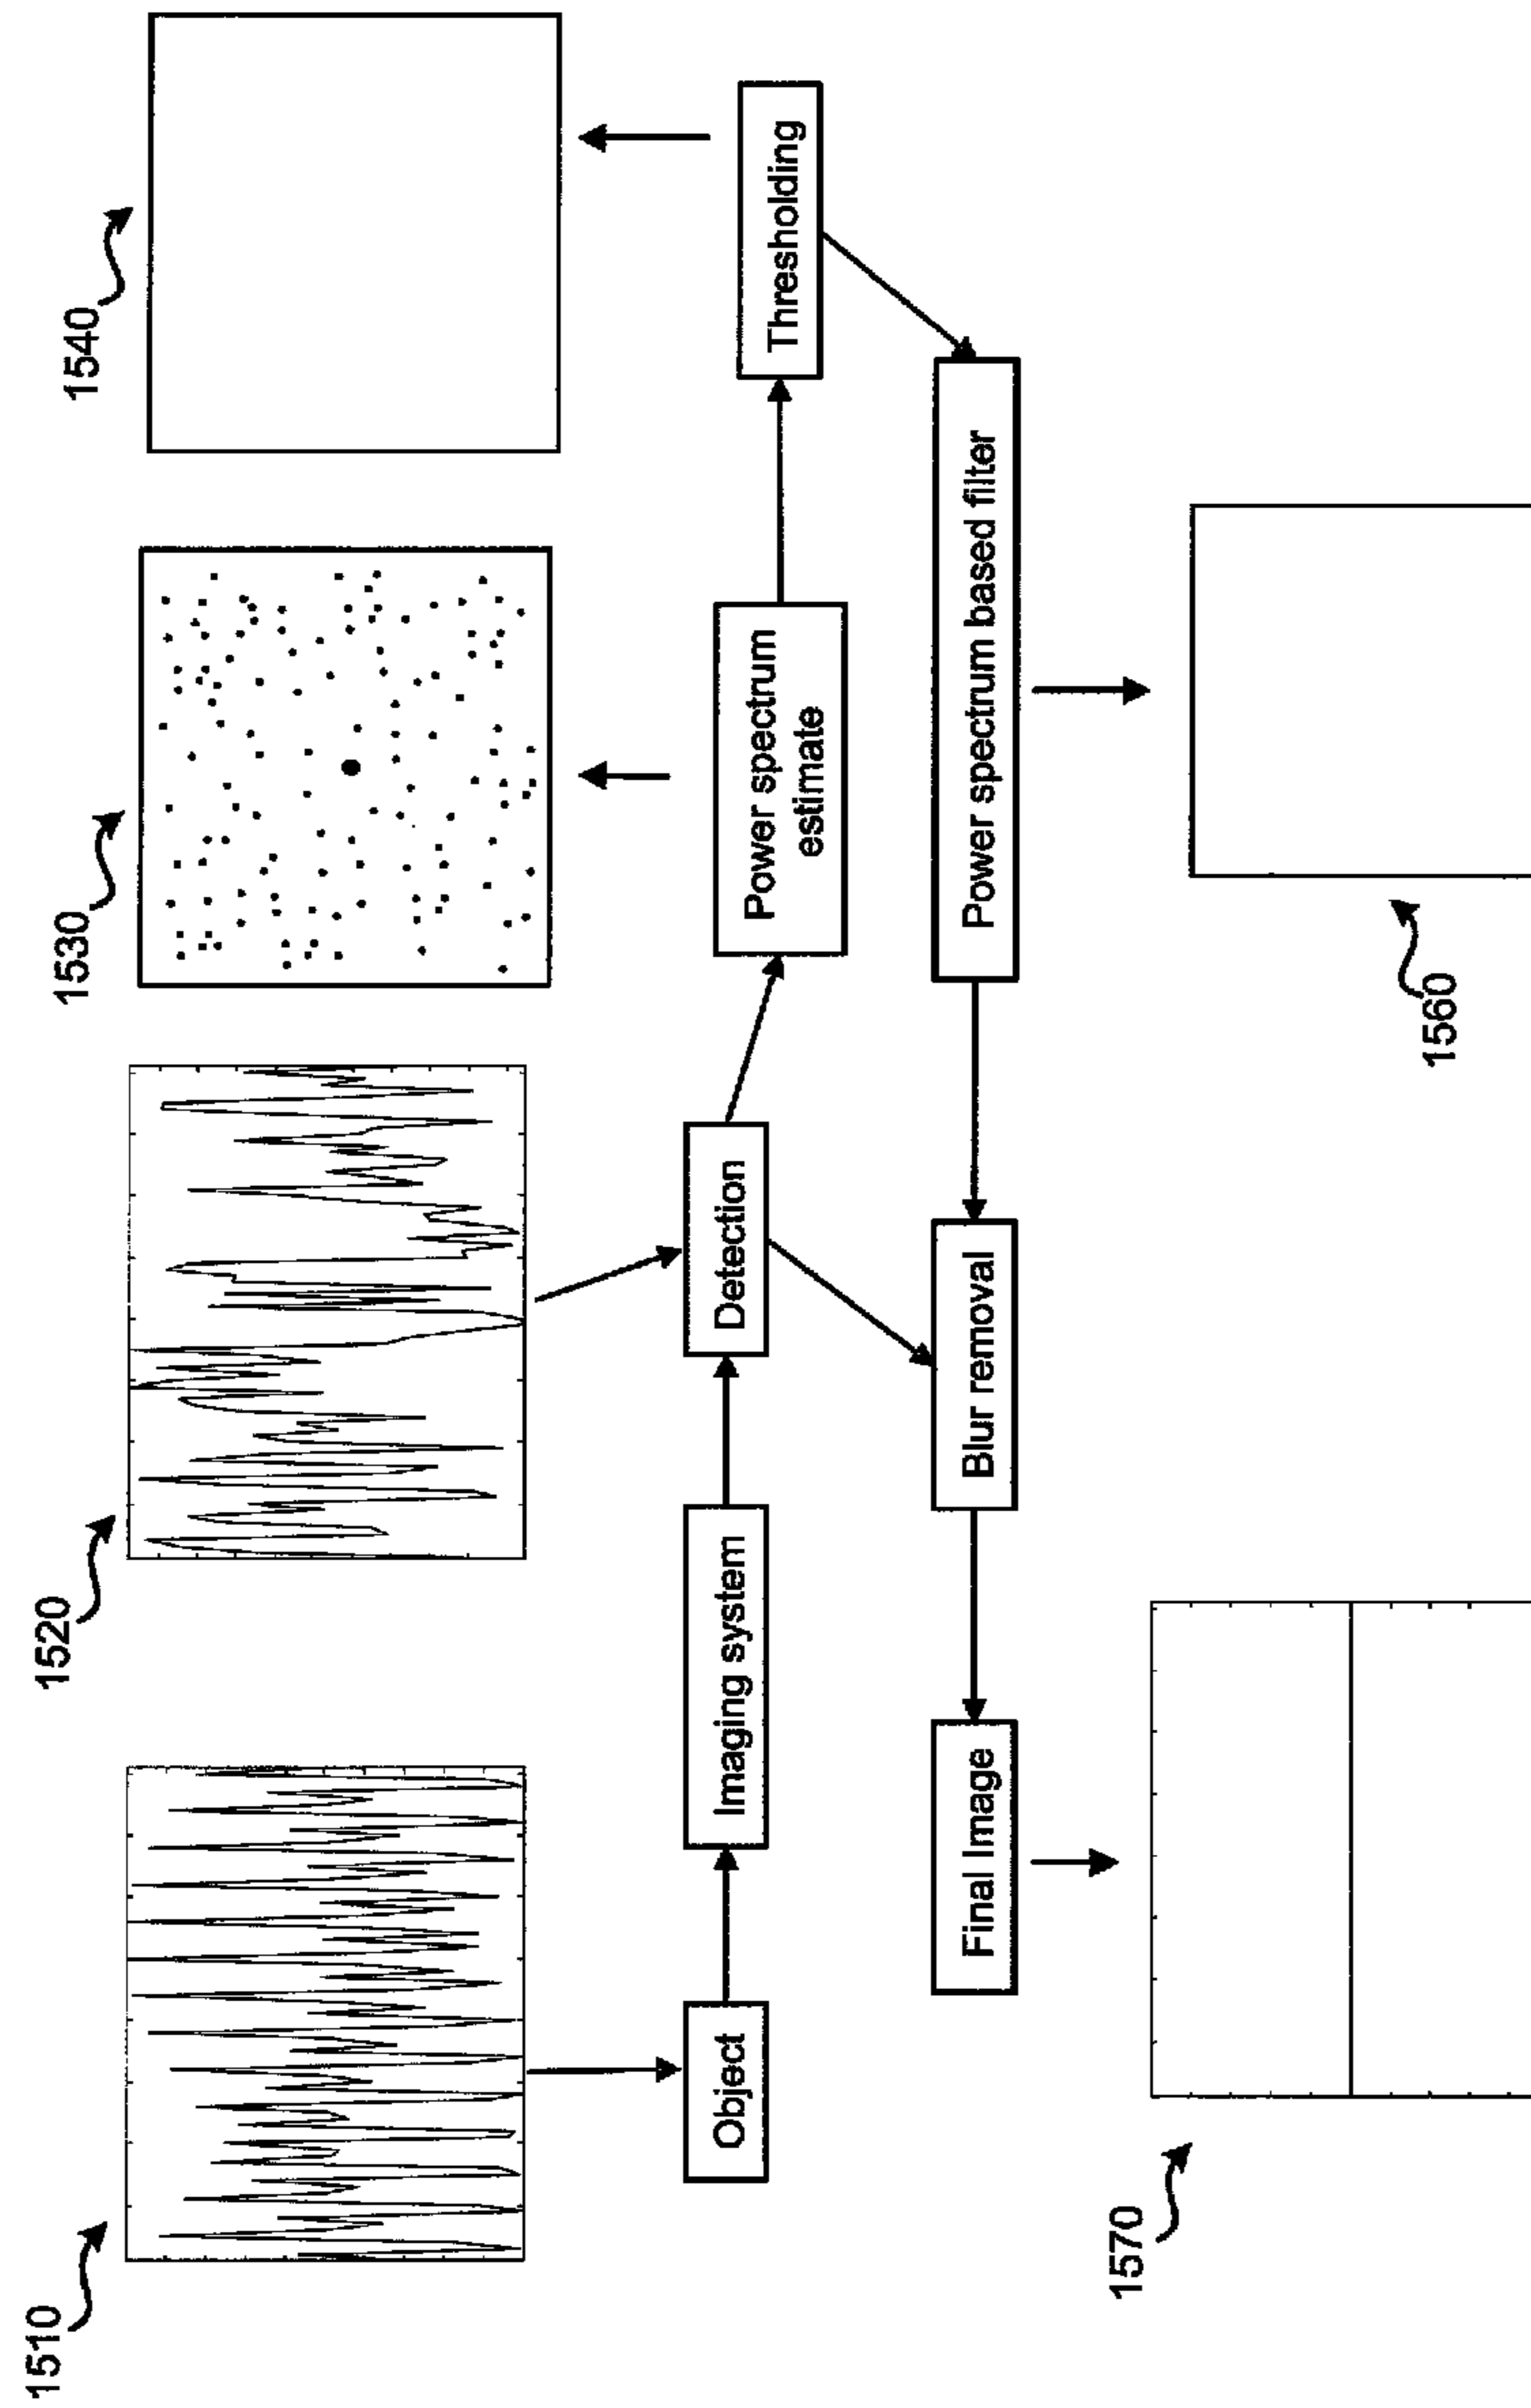 1510
1520
1530
1540
Object
Imaging system
Detection
Power spectrum
estimate
Thresholding
Final Image
Blur removal
Power spectrum based filter
1570
1560